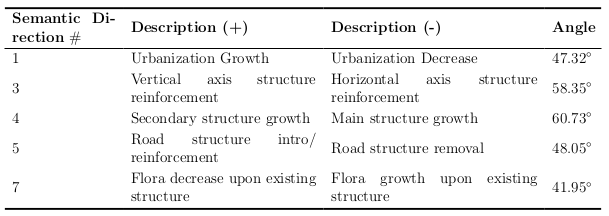 Semantic Di-
rection # Description (+) Description (-) Angle
1 Urbanization Growth Urbanization Decrease 47.32°
3 Vertical axis structure reinforcement Horizontal axis structure reinforcement 58.35°
4 Secondary structure growth Main structure growth 60.73°
5 Road structure intro/ reinforcement Road structure removal 48.05°
7 Flora decrease upon existing structure Flora growth upon existing structure 41.95°